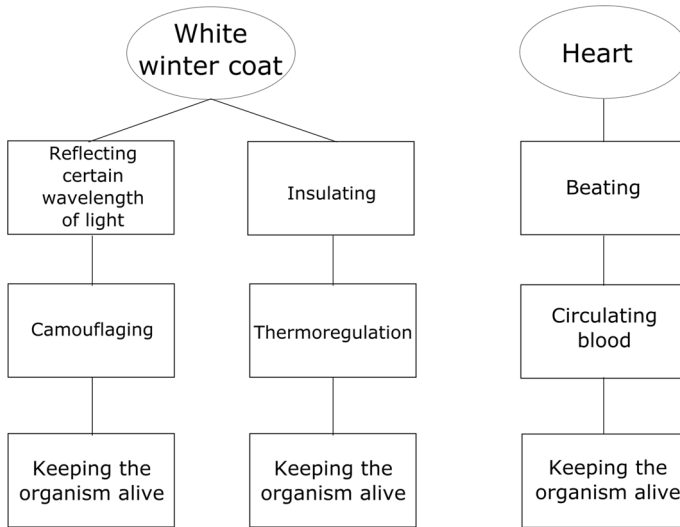 White
winter coat
Heart
Reflecting
certain
wavelength
of light
Insulating
Beating
Camouflaging
Thermoregulation
Circulating
blood
Keeping the
organism alive
Keeping the
organism alive
Keeping the
organism alive